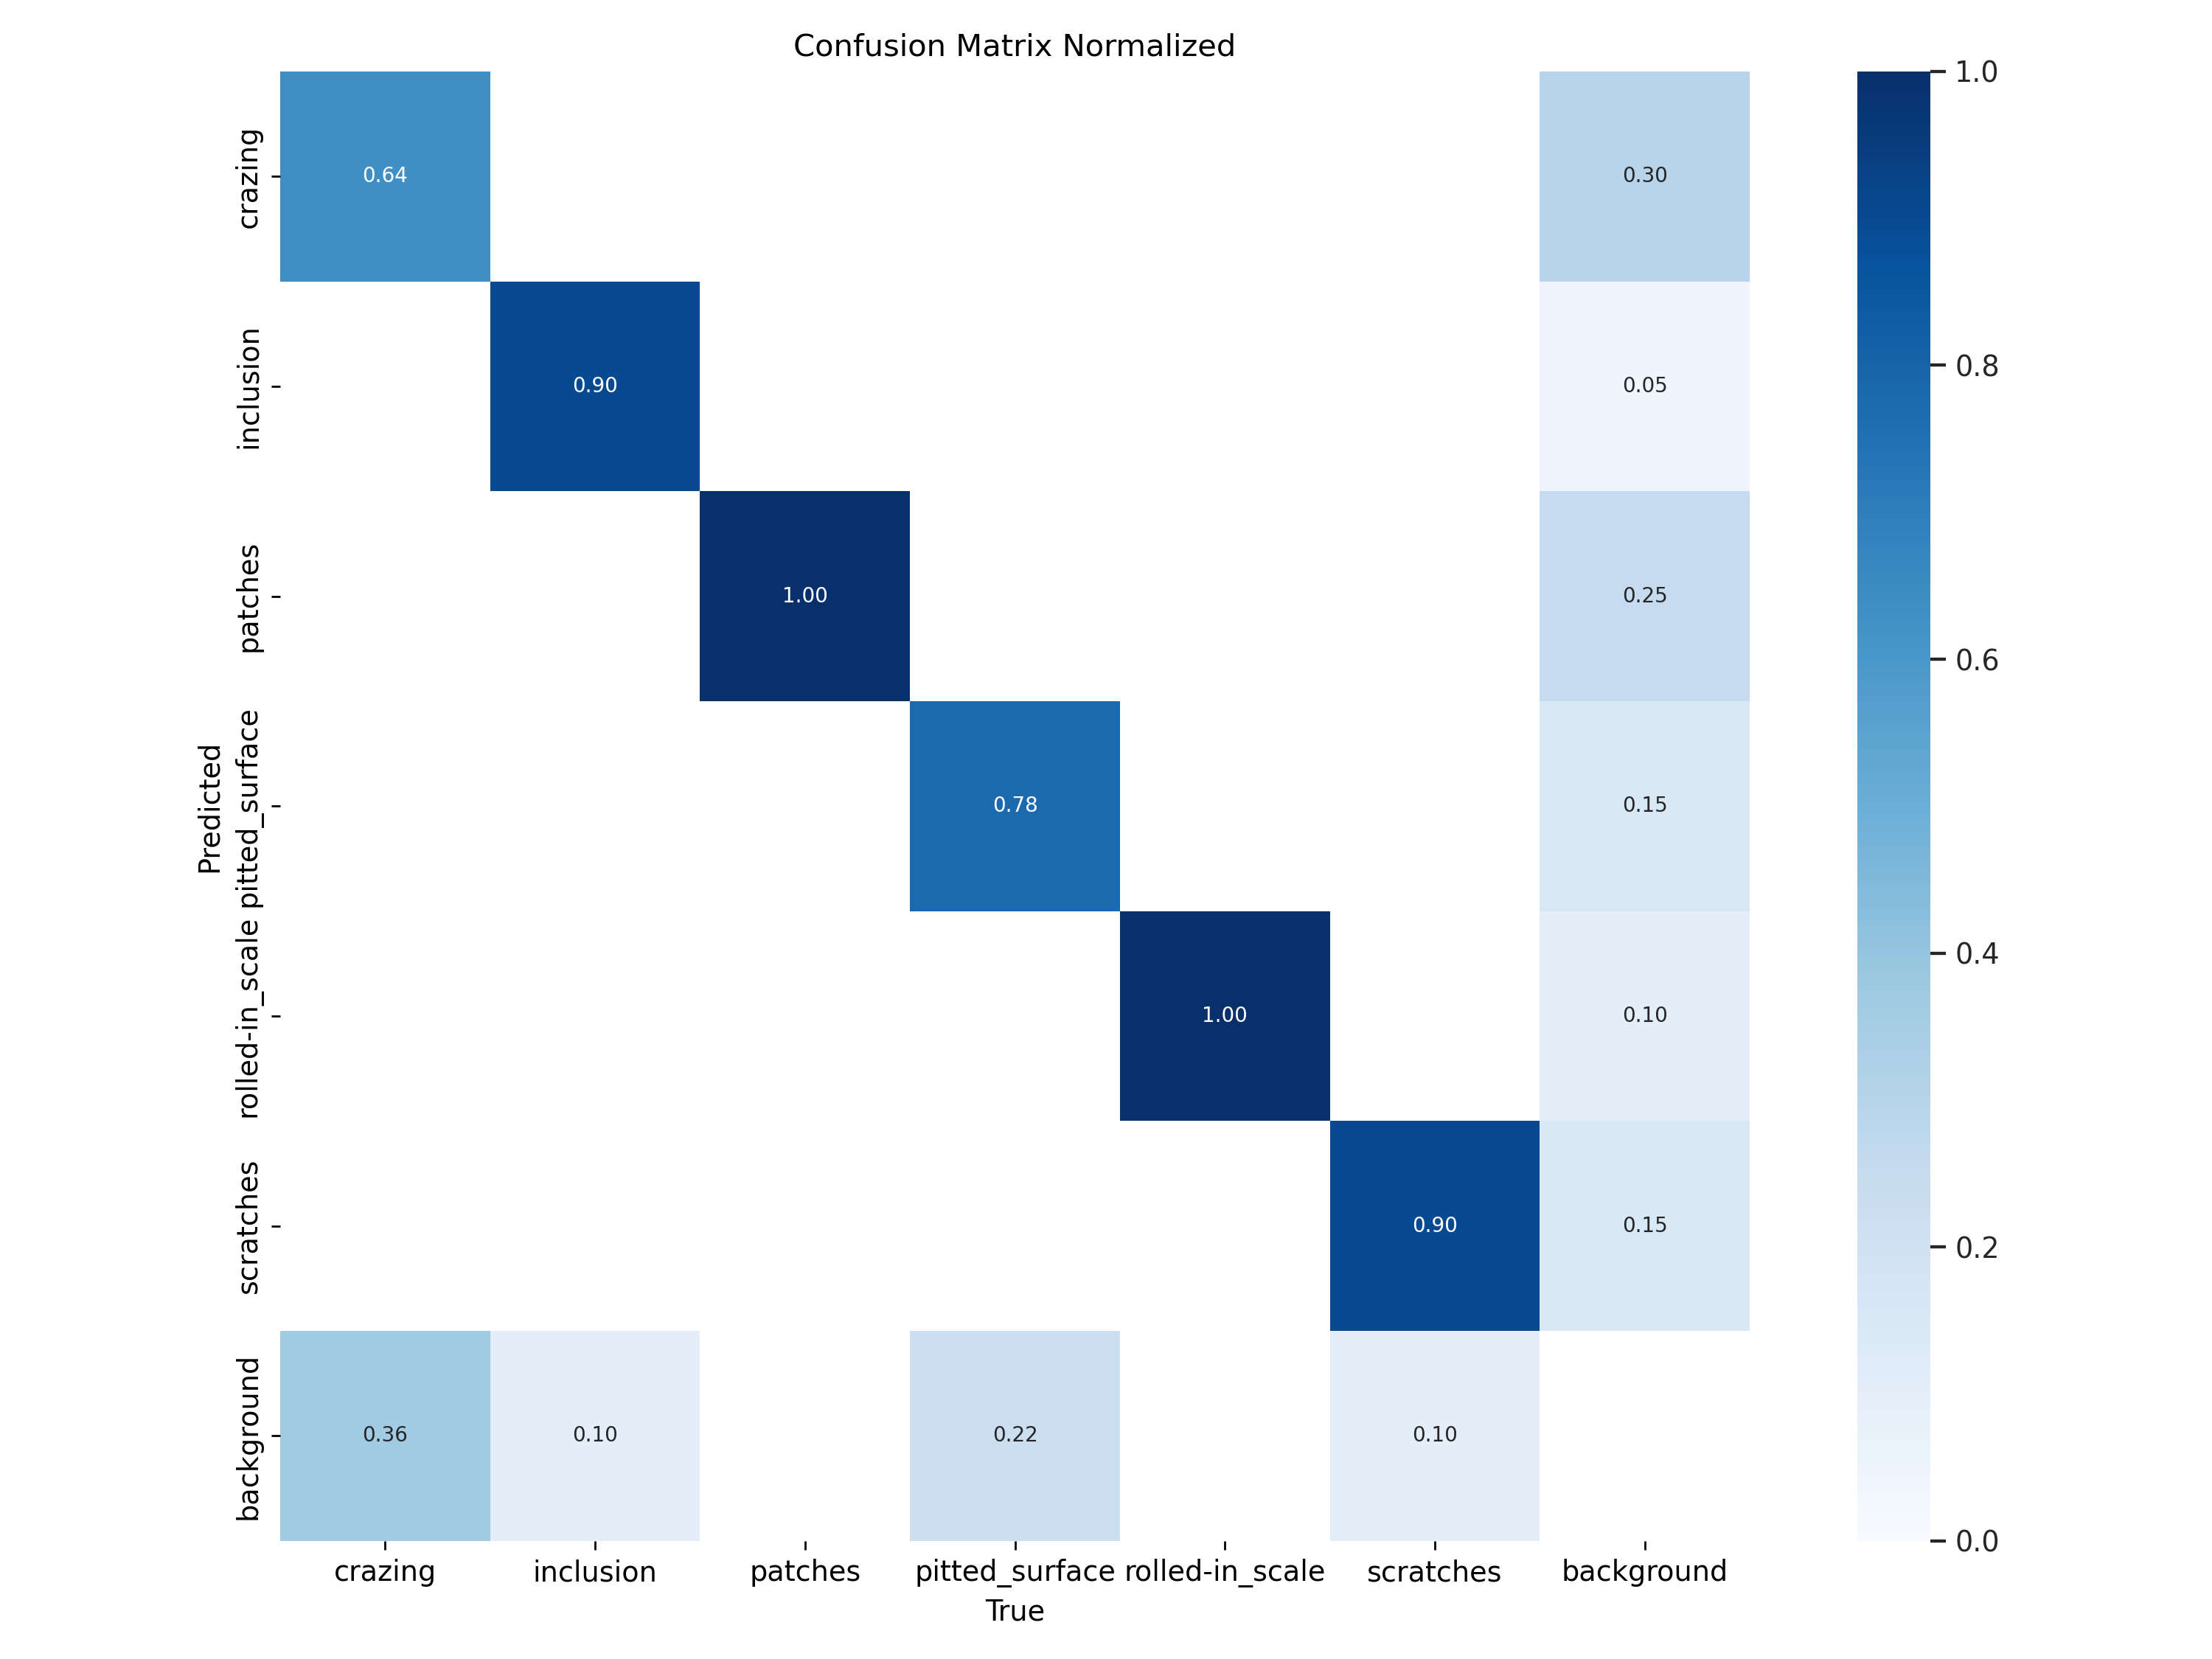 Confusion Matrix Normalized
Predicted
crazing
inclusion
patches
pitted_surface
rolled-in_scale
scratches
background
0.64
0.30
0.90
0.05
1.00
0.25
0.78
0.15
1.00
0.10
0.90
0.15
0.36
0.10
0.22
0.10
crazing
inclusion
patches
pitted_surface
rolled-in_scale
scratches
background
True
1.0
0.8
0.6
0.4
0.2
0.0